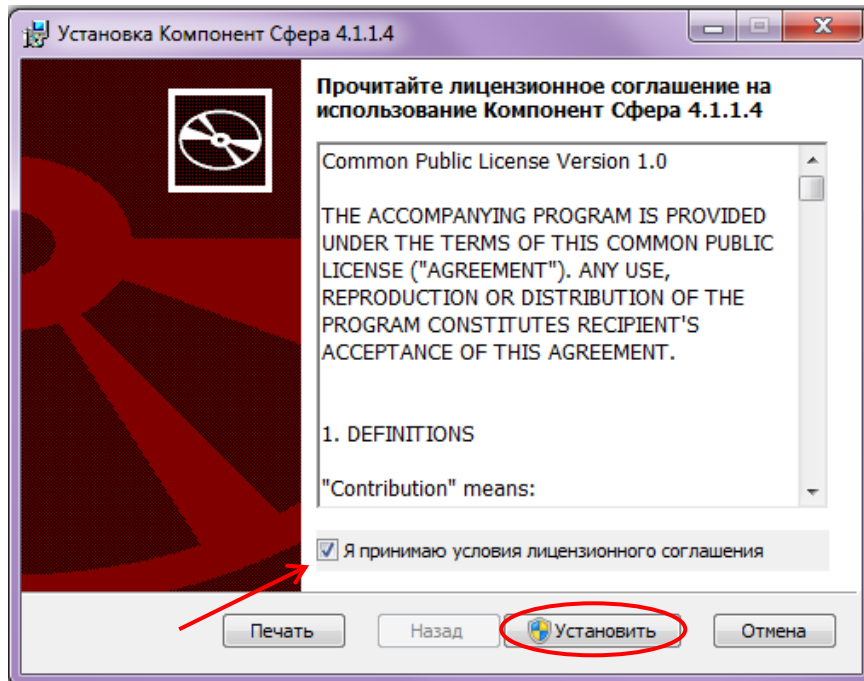 Установка Компонент Сфера 4.1.1.4
Прочитайте лицензионное соглашение на
использование Компонент Сфера 4.1.1.4
Common Public License Version 1.0
THE ACCOMPANYING PROGRAM IS PROVIDED
UNDER THE TERMS OF THIS COMMON PUBLIC
LICENSE ("AGREEMENT"). ANY USE,
REPRODUCTION OR DISTRIBUTION OF THE
PROGRAM CONSTITUTES RECIPIENT'S
ACCEPTANCE OF THIS AGREEMENT.
1. DEFINITIONS
"Contribution" means:
Я принимаю условия лицензионного соглашения
Печать Назад Установить Отмена